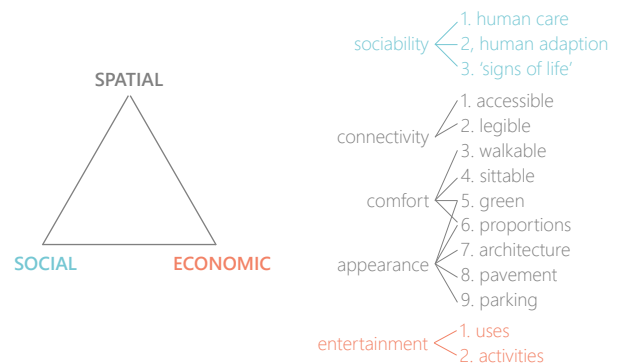 SPATIAL
SOCIAL
ECONOMIC
sociability
1. human care
2, human adaption
3. 'signs of life'
connectivity
1. accessible
2. legible
3. walkable
comfort
4. sittable
5. green
6. proportions
appearance
7. architecture
8. pavement
9. parking
entertainment
1. uses
2. activities